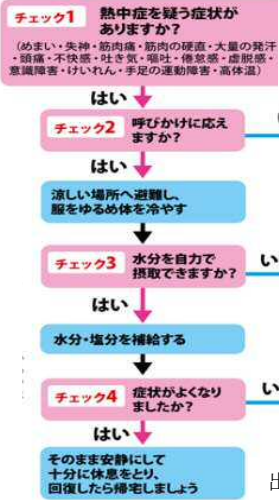 チェック1 熱中症を疑う症状が
ありますか?
(めまい・失神・筋肉痛・筋肉の硬直・大量の発汗
・頭痛・不快感・吐き気・嘔吐・倦怠感・虚脱感・
意識障害・けいれん・手足の運動障害・高体温)
はい
チェック2 呼びかけに応え
ますか?
はい
涼しい場所へ避難し、
服をゆるめ体を冷やす
チェック3 水分を自力で
摂取できますか?
い
はい
水分・塩分を補給する
チェック4 症状がよくなり
ましたか?
い
はい
そのまま安静にして
十分に休息をとり、
回復したら帰宅しましょう
出